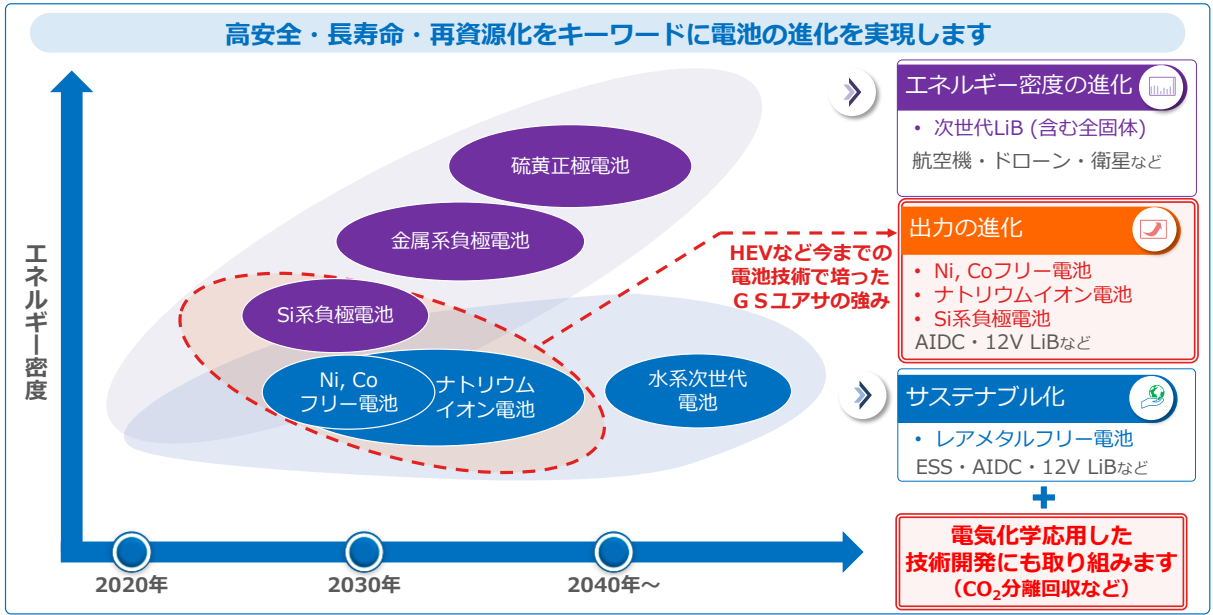 高安全・長寿命・再資源化をキーワードに電池の進化を実現します
エネルギー密度
硫黄正極電池
金属系負極電池
Si系負極電池
Ni, Co
フリー電池
ナトリウム
イオン電池
水系次世代
電池
HEVなど今までの
電池技術で培った
ＧＳユアサの強み
2020年
2030年
2040年～
エネルギー密度の進化
• 次世代LiB (含む全固体)
航空機・ドローン・衛星など
出力の進化
• Ni, Coフリー電池
• ナトリウムイオン電池
• Si系負極電池
AIDC・12V LiBなど
サステナブル化
• レアメタルフリー電池
ESS・AIDC・12V LiBなど
+
電気化学応用した
技術開発にも取り組みます
（CO₂分離回収など）